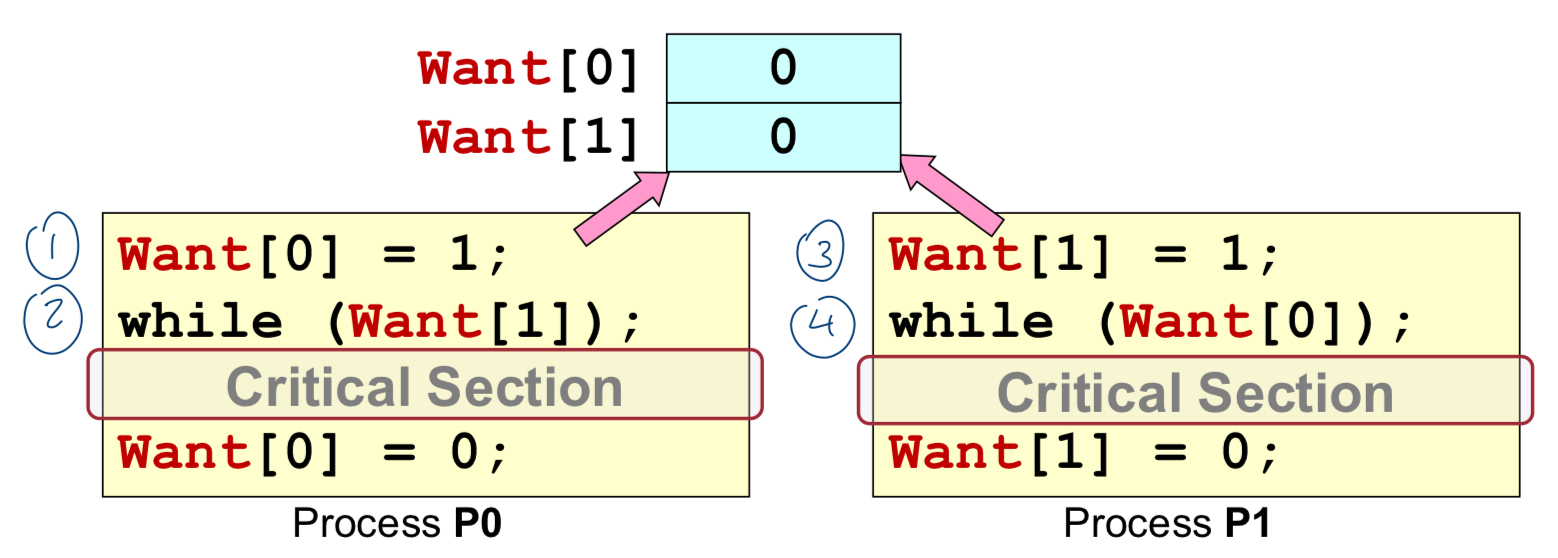 Want[0] 0
Want[1] 0
1 Want[0] = 1;
2 while (Want[1]);
Critical Section
Want[0] = 0;
Process P0
3 Want[1] = 1;
4 while (Want[0]);
Critical Section
Want[1] = 0;
Process P1